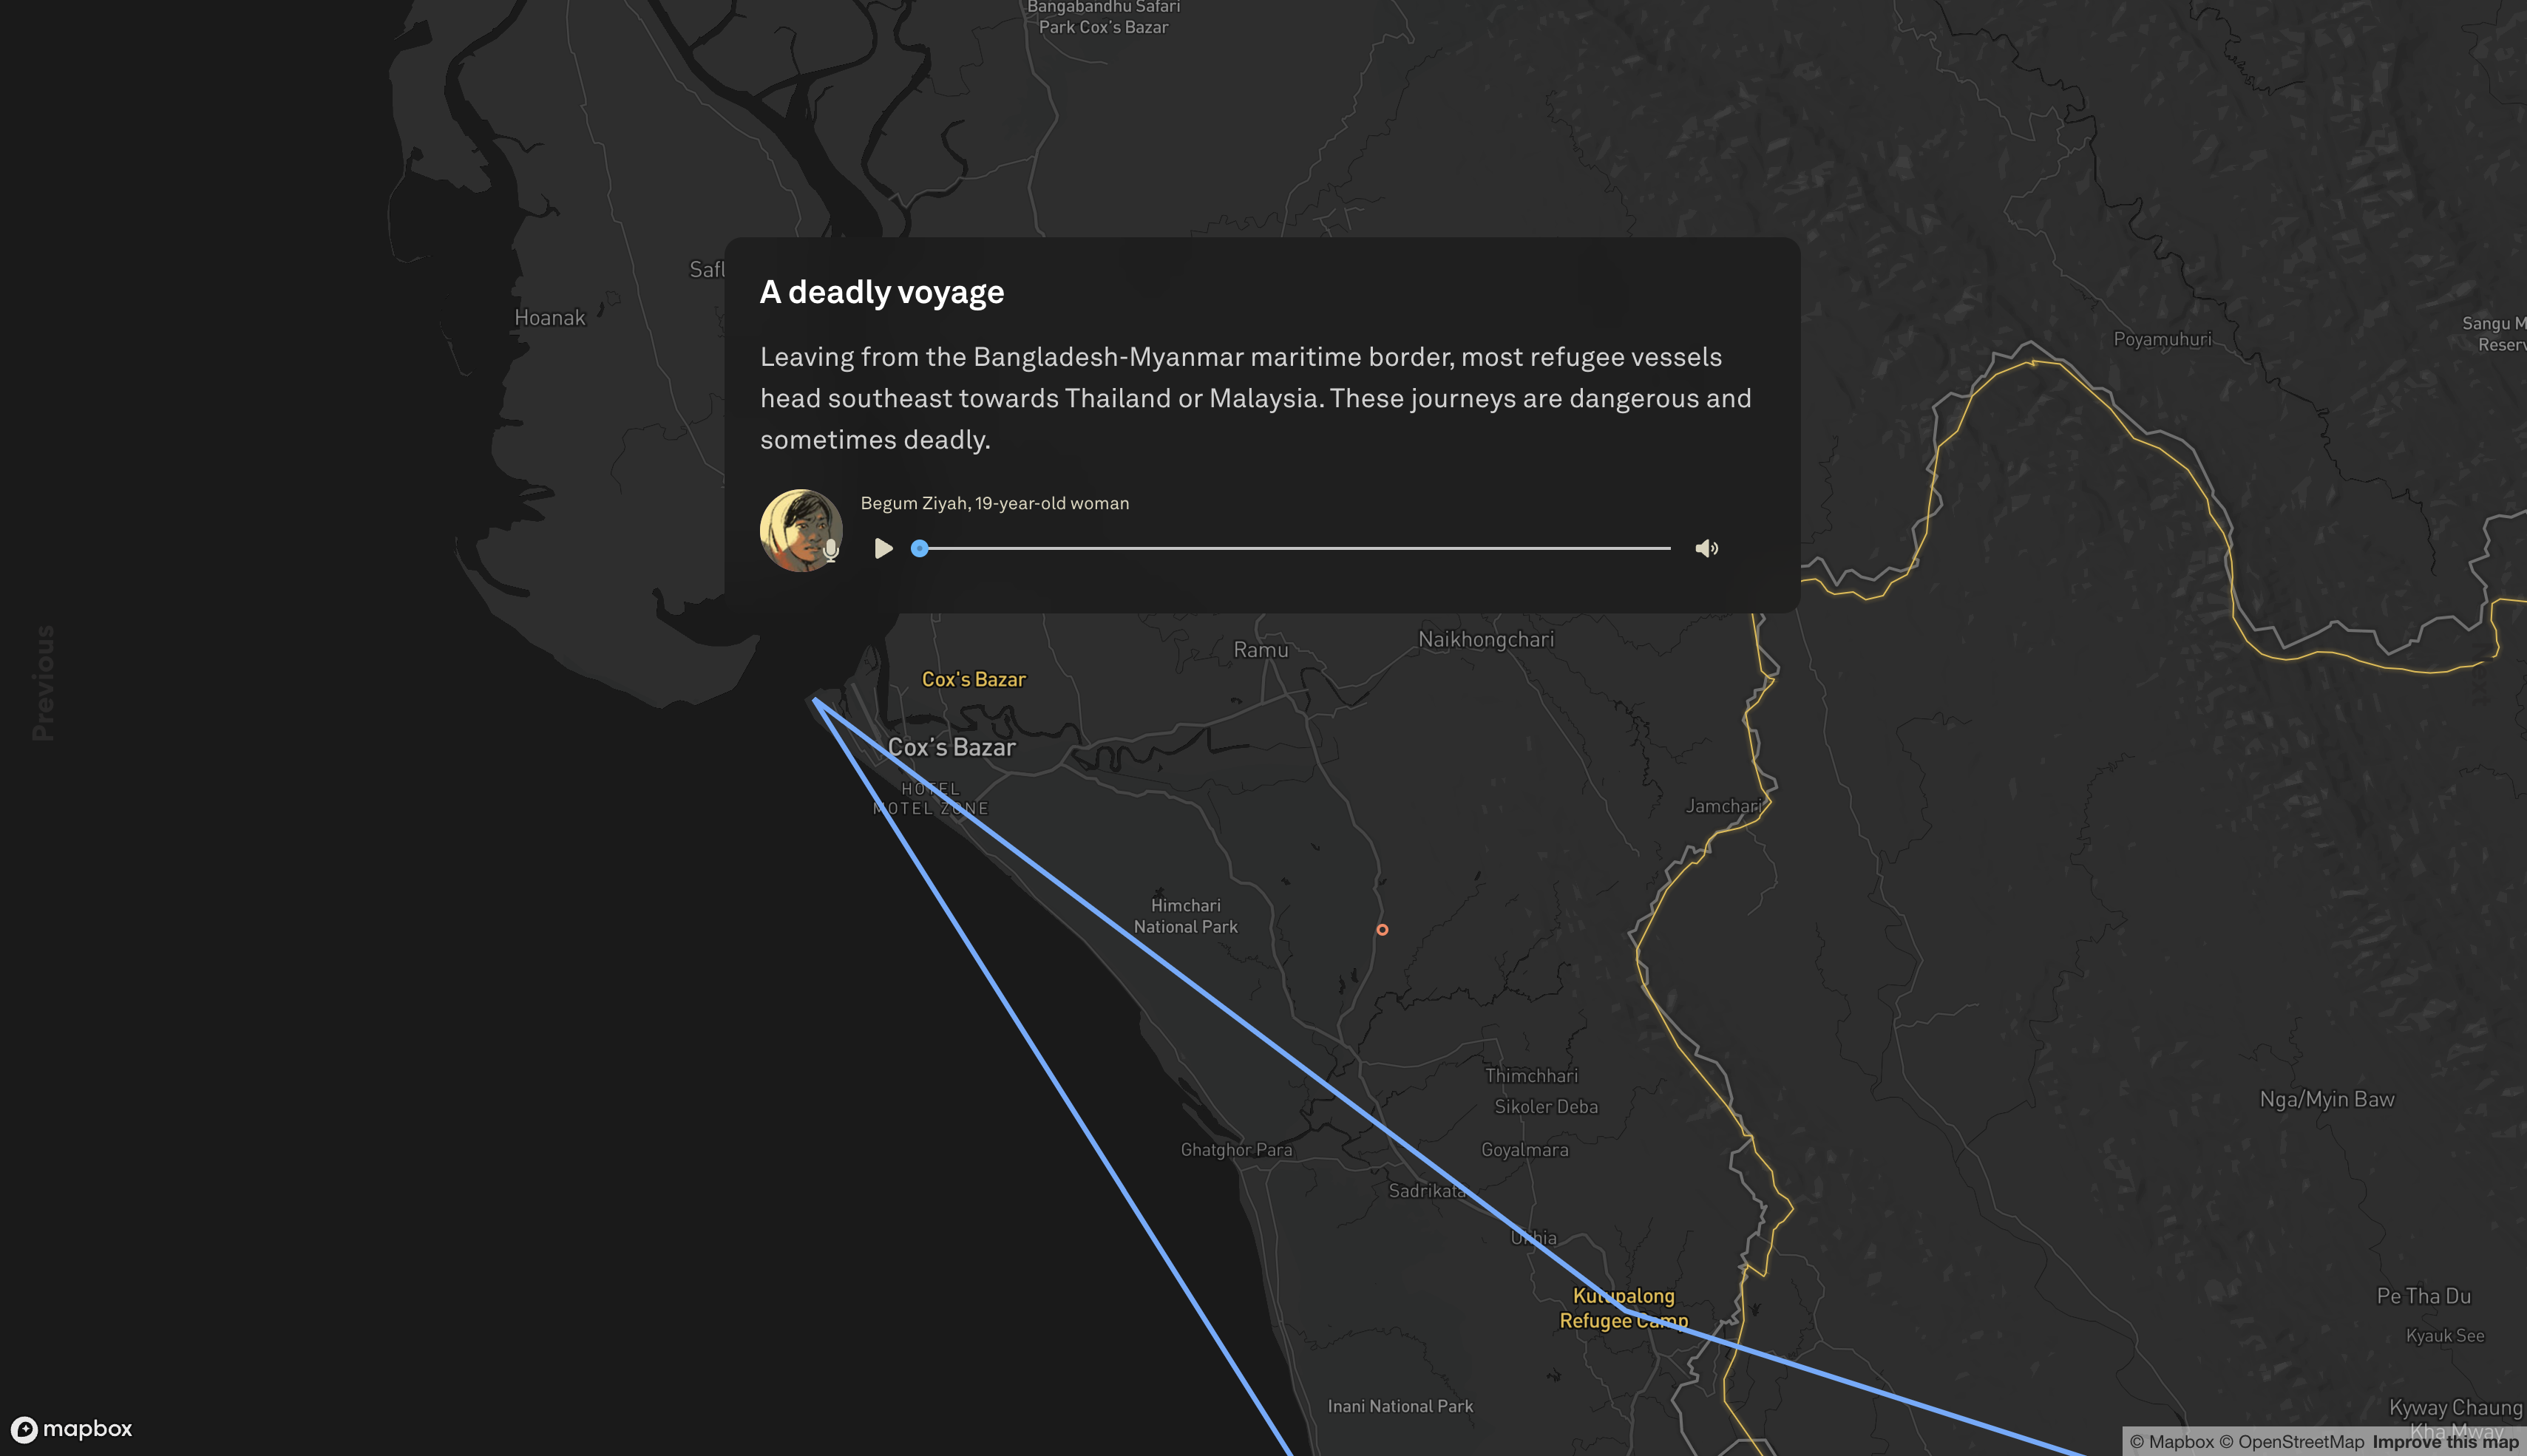 Bangabandhu Safari
Park Cox's Bazar
Hoanak
Poyamuhuri
A deadly voyage
Leaving from the Bangladesh-Myanmar maritime border, most refugee vessels
head southeast towards Thailand or Malaysia. These journeys are dangerous and
sometimes deadly.
Begum Ziyah, 19-year-old woman
Previous
Ramu
Naikhongchari
Cox's Bazar
Cox's Bazar
HOTEL
MOTEL ZONE
Jamchari
Himchari
National Park
Thimchhari
Sikoler Deba
Nga/Myin Baw
Ghatghor Para
Goyalmara
Sadrikata
Ukhia
Kutupalong
Refugee Camp
Pe Tha Du
Kyauk See
Inani National Park
Kyway Chaung
Kha Mway
mapbox
© Mapbox © OpenStreetMap Improve this map